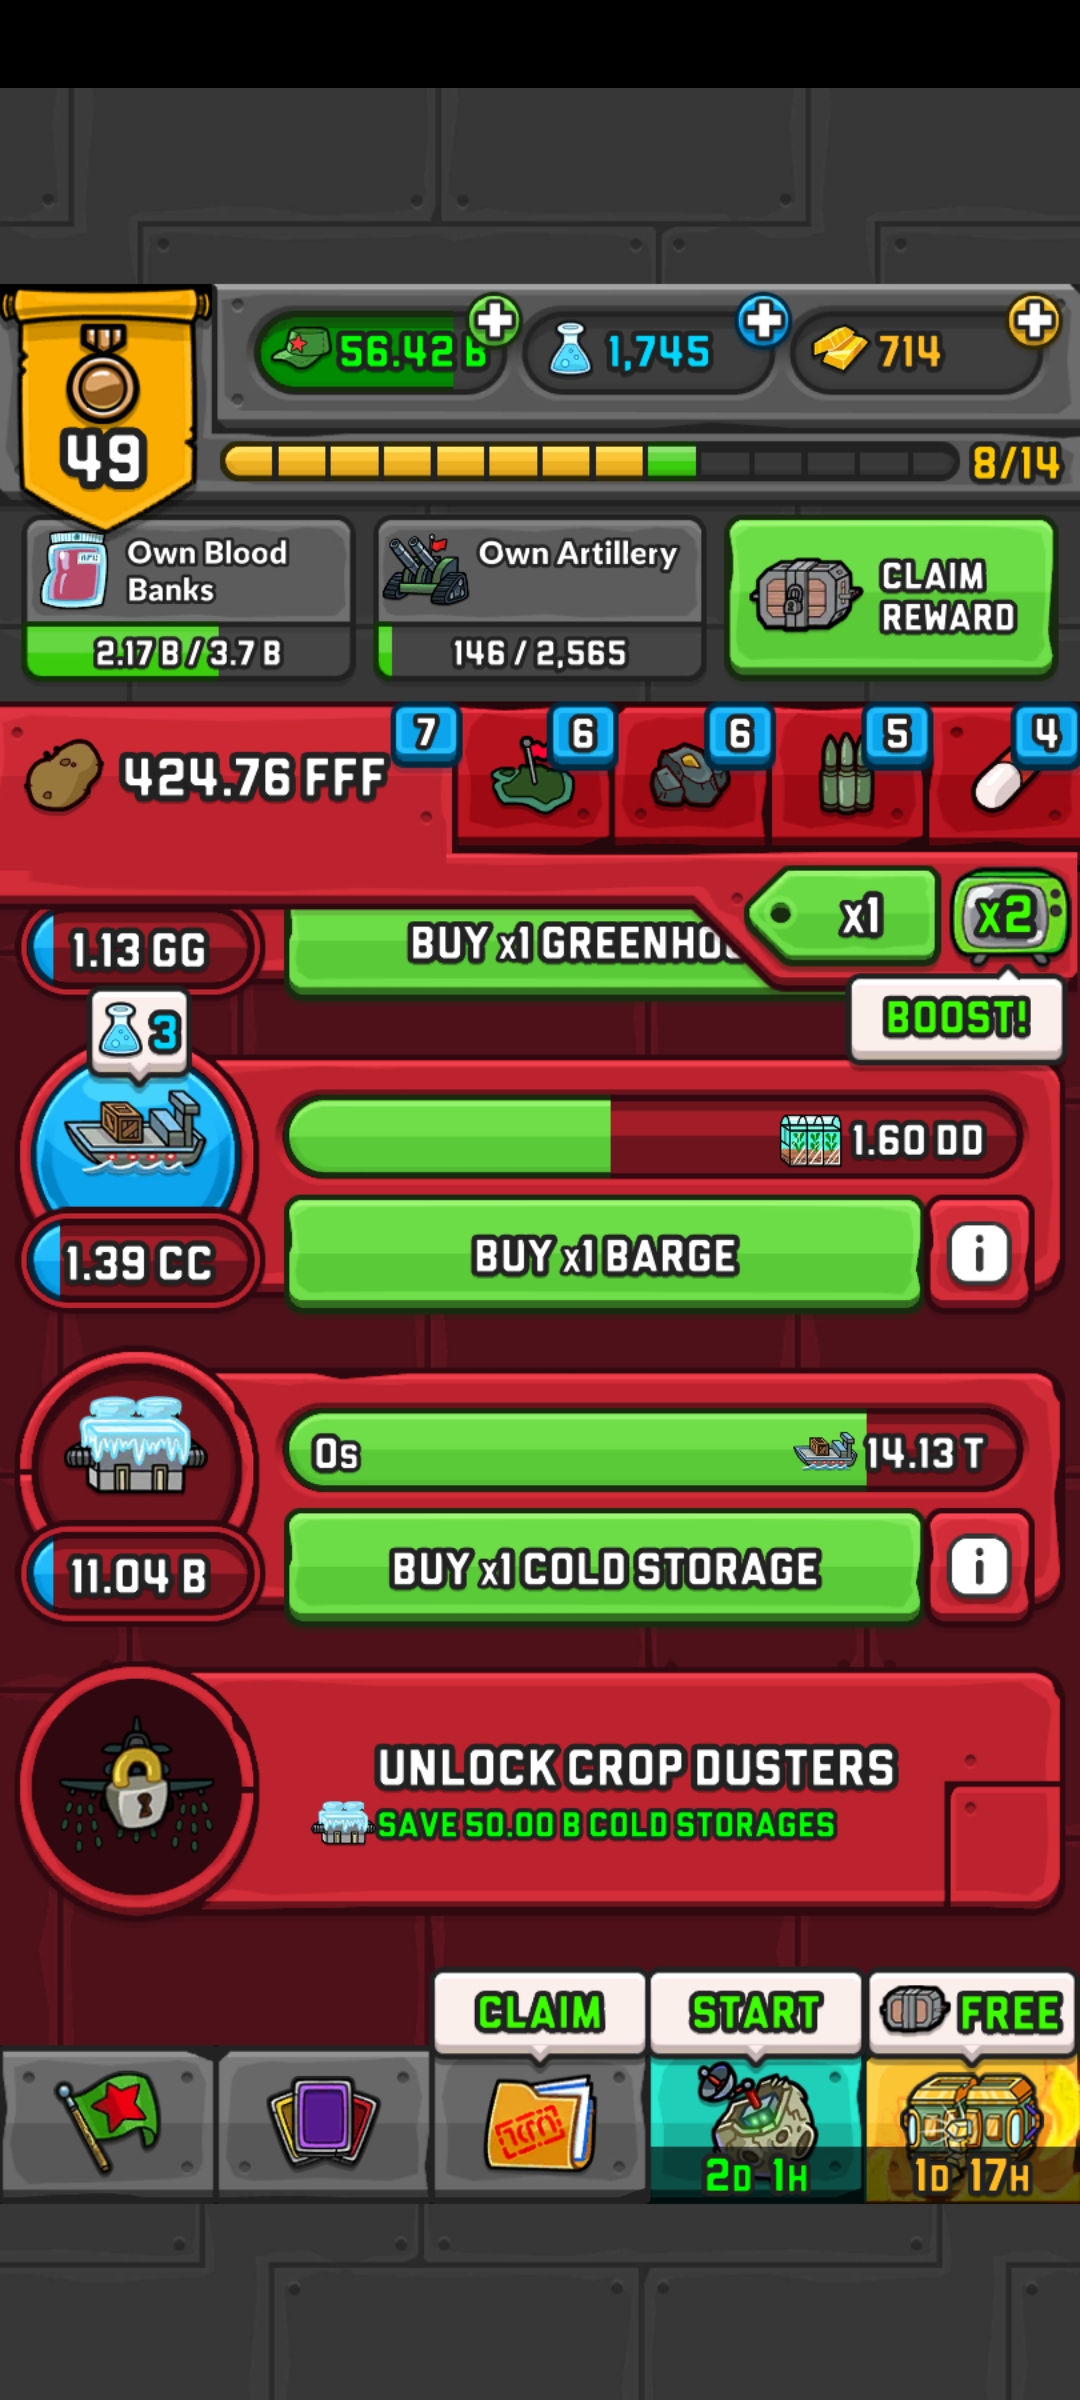 56.42 B
1,745
714
49
8/14
Own Blood
Banks
2.17 B / 3.7 B
Own Artillery
146 / 2,565
CLAIM
REWARD
424.76 FFF
7
6
6
5
4
x1
x2
BOOST!
1.13 GG
BUY x1
3
1.60 DD
1.39 CC
BUY x1 BARGE
i
0s
14.13 T
11.04 B
BUY x1 COLD STORAGE
i
UNLOCK CROP DUSTERS
SAVE 50.00 B COLD STORAGES
CLAIM
START
FREE
2D 1H
1D 17H